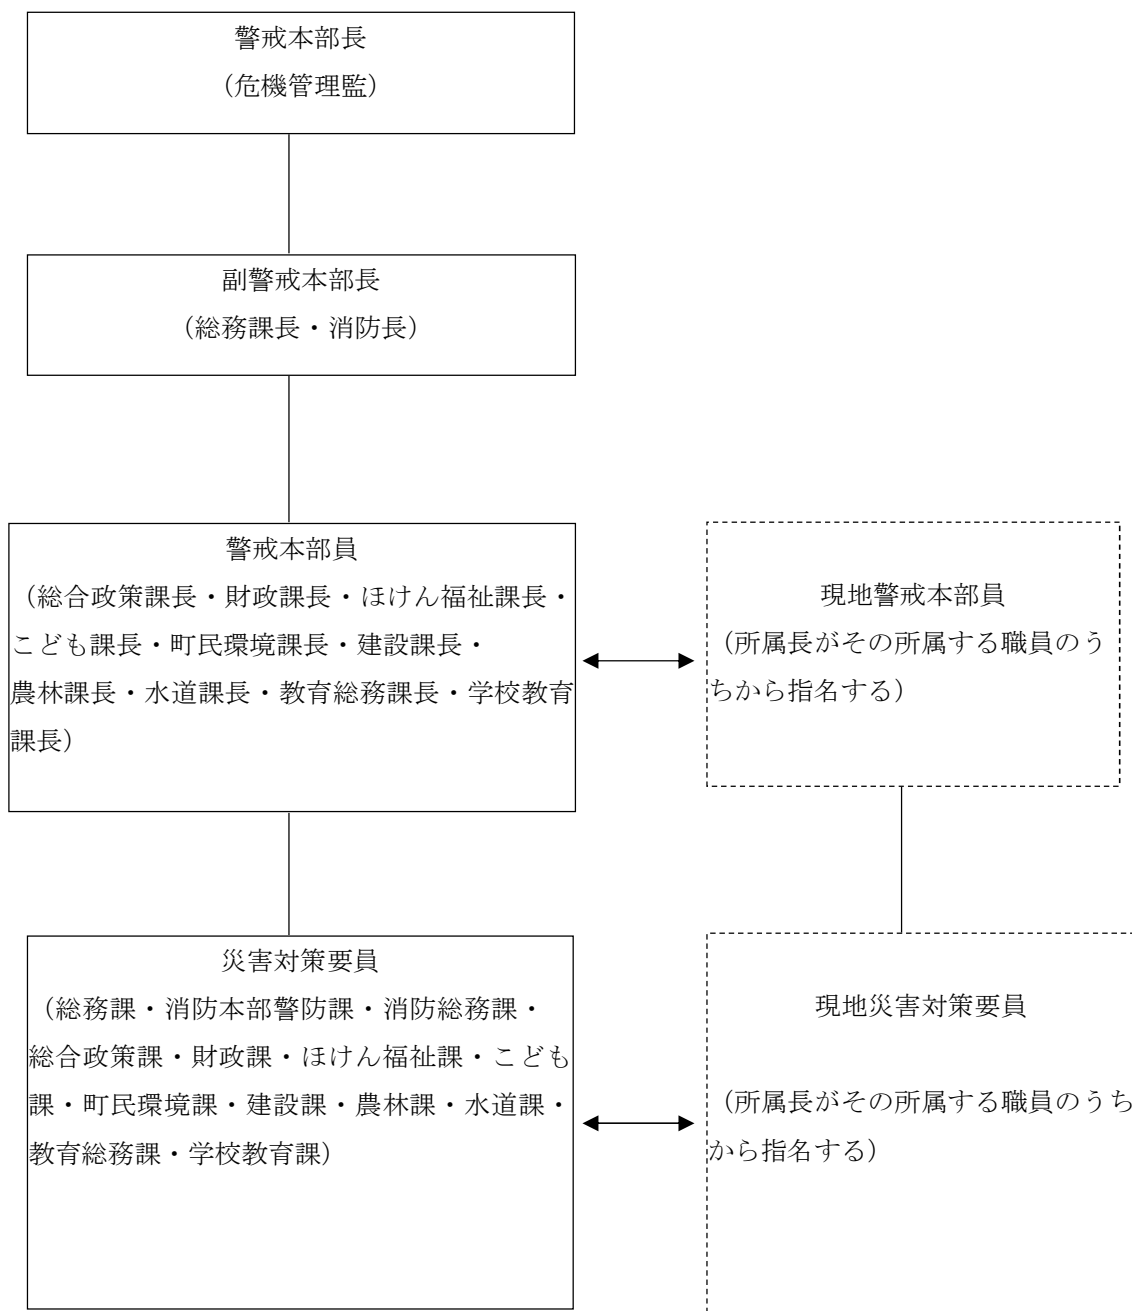 警戒本部長
（危機管理監）
副警戒本部長
（総務課長・消防長）
警戒本部員
（総合政策課長・財政課長・ほけん福祉課長・
こども課長・町民環境課長・建設課長・
農林課長・水道課長・教育総務課長・学校教育
課長）
現地警戒本部員
（所属長がその所属する職員のう
ちから指名する）
災害対策要員
（総務課・消防本部警防課・消防総務課・
総合政策課・財政課・ほけん福祉課・こども
課・町民環境課・建設課・農林課・水道課・
教育総務課・学校教育課）
現地災害対策要員
（所属長がその所属する職員のうち
から指名する）